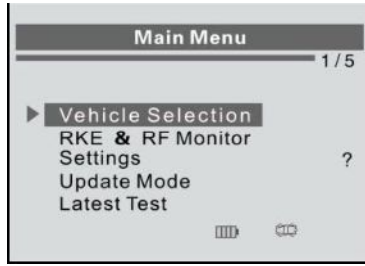 Main Menu
1/5
Vehicle Selection
RKE & RF Monitor
Settings
?
Update Mode
Latest Test